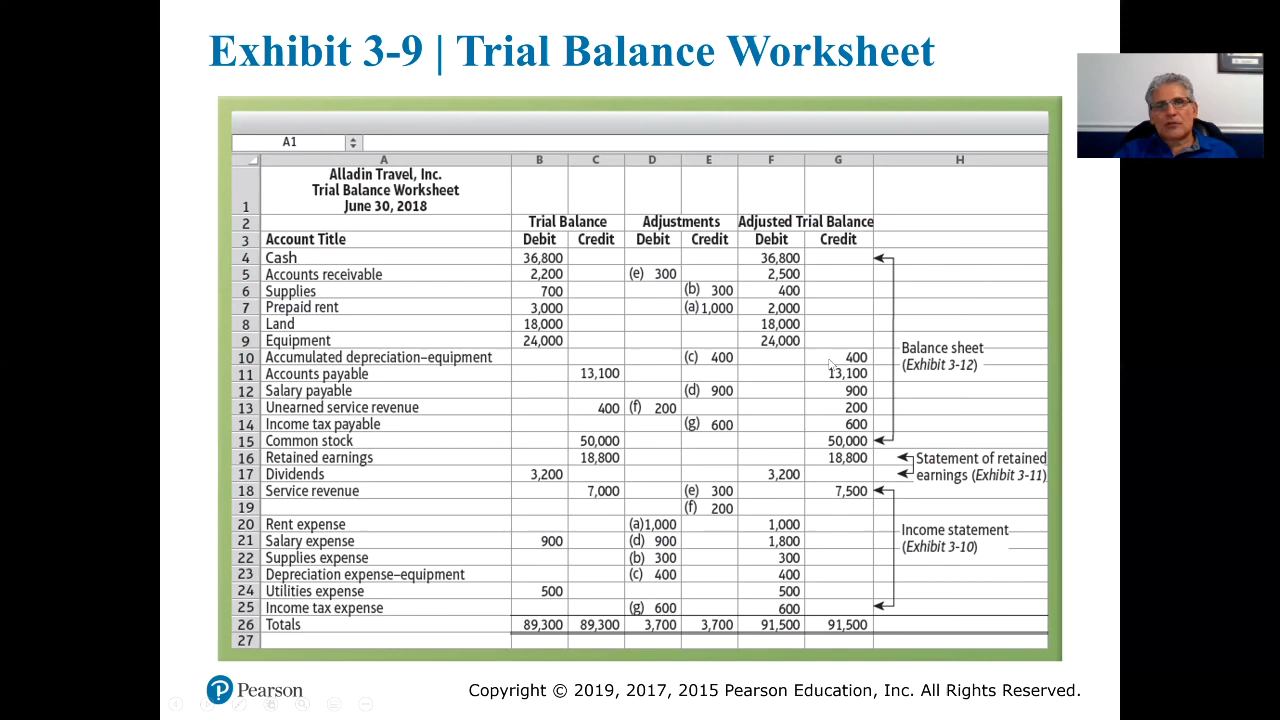 Exhibit 3-9 | Trial Balance Worksheet
A1
A B C D E F G H
1 Alladin Travel, Inc.
Trial Balance Worksheet
June 30, 2018
2 Trial Balance Adjustments Adjusted Trial Balance
3 Account Title Debit Credit Debit Credit Debit Credit
4 Cash 36,800 36,800
5 Accounts receivable 2,200 (e) 300 2,500
6 Supplies 700 (b) 300 400
7 Prepaid rent 3,000 (a) 1,000 2,000
8 Land 18,000 18,000
9 Equipment 24,000 24,000
10 Accumulated depreciation–equipment (c) 400 400
11 Accounts payable 13,100 13,100
12 Salary payable (d) 900 900
13 Unearned service revenue 400 (f) 200 200
14 Income tax payable (g) 600 600
15 Common stock 50,000 50,000
16 Retained earnings 18,800 18,800
17 Dividends 3,200 3,200
18 Service revenue 7,000 (e) 300 7,500
19 (f) 200
20 Rent expense (a) 1,000 1,000
21 Salary expense 900 (d) 900 1,800
22 Supplies expense (b) 300 300
23 Depreciation expense–equipment (c) 400 400
24 Utilities expense 500 500
25 Income tax expense (g) 600 600
26 Totals 89,300 89,300 3,700 3,700 91,500 91,500
27
Balance sheet
(Exhibit 3-12)
Statement of retained
earnings (Exhibit 3-11)
Income statement
(Exhibit 3-10)
Pearson
Copyright © 2019, 2017, 2015 Pearson Education, Inc. All Rights Reserved.